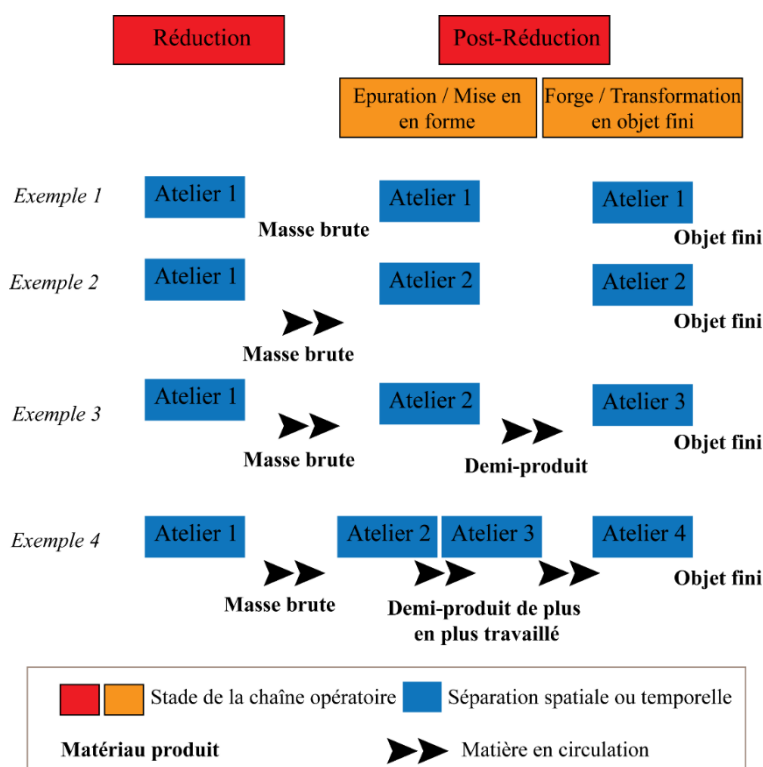 Réduction
Post-Réduction
Epuration / Mise en
en forme
Forge / Transformation
en objet fini
Exemple 1
Atelier 1
Atelier 1
Atelier 1
Masse brute
Objet fini
Exemple 2
Atelier 1
Atelier 2
Atelier 2
Masse brute
Objet fini
Exemple 3
Atelier 1
Atelier 2
Atelier 3
Masse brute
Demi-produit
Objet fini
Exemple 4
Atelier 1
Atelier 2
Atelier 3
Atelier 4
Masse brute
Demi-produit de plus
en plus travaillé
Objet fini
Stade de la chaîne opératoire
Séparation spatiale ou temporelle
Matériau produit
Matière en circulation